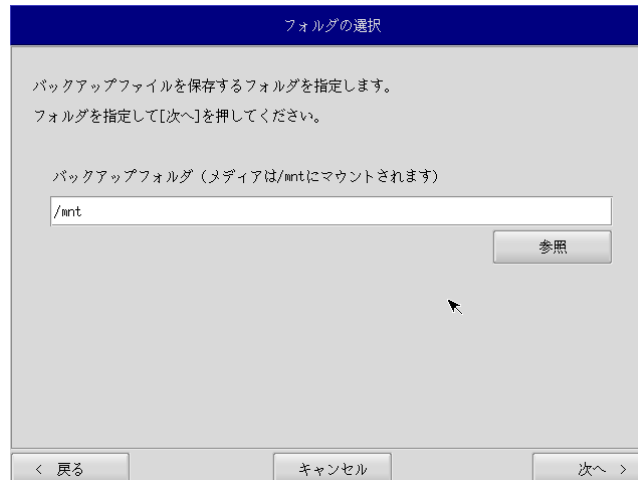 フォルダの選択
バックアップファイルを保存するフォルダを指定します。
フォルダを指定して[次へ]を押してください。
バックアップフォルダ（メディアは/mntにマウントされます）
/mnt
参照
< 戻る
キャンセル
次へ >